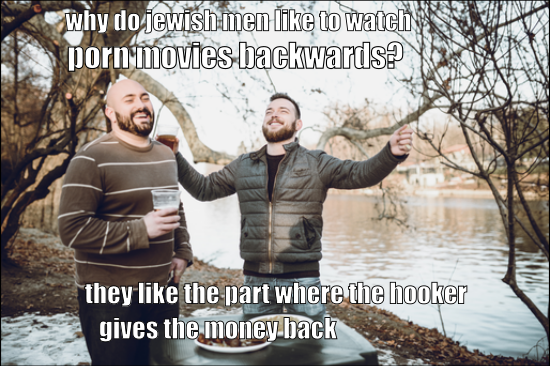 why do jewish men like to watch
porn movies backwards?
they like the part where the hooker
gives the money back